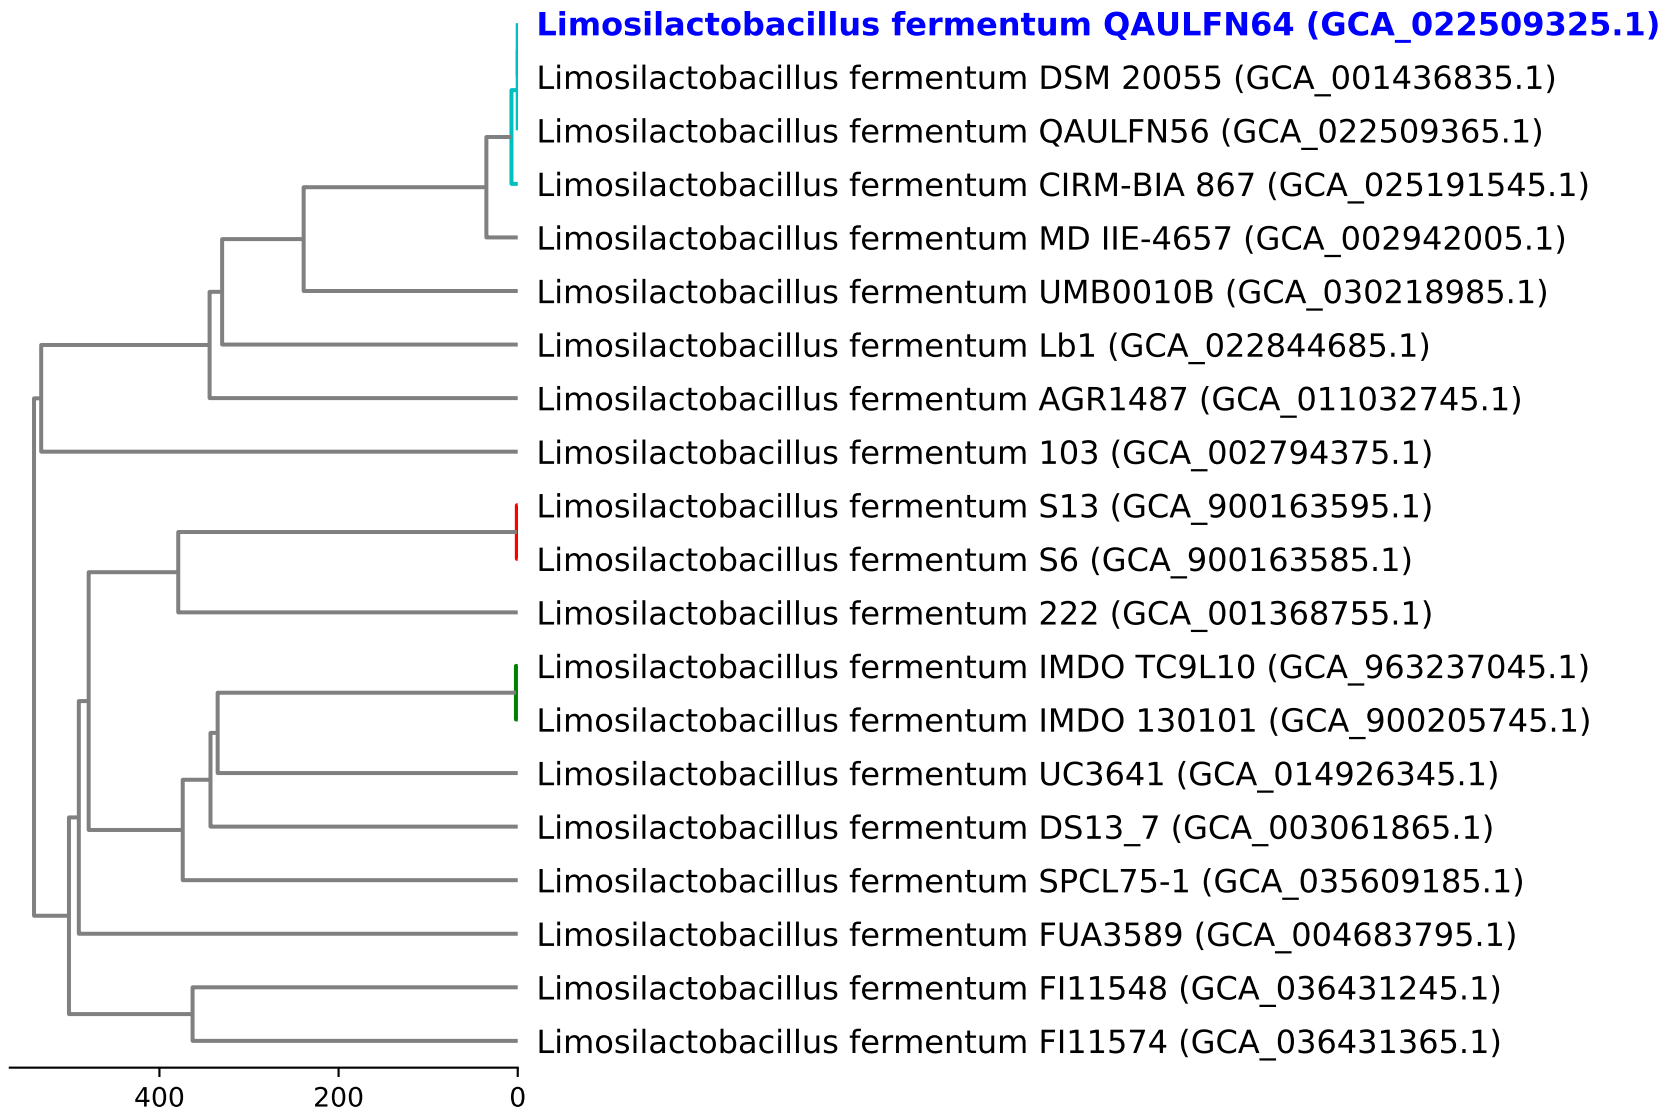 Limosilactobacillus fermentum QAULFN64 (GCA_022509325.1)
Limosilactobacillus fermentum DSM 20055 (GCA_001436835.1)
Limosilactobacillus fermentum QAULFN56 (GCA_022509365.1)
Limosilactobacillus fermentum CIRM-BIA 867 (GCA_025191545.1)
Limosilactobacillus fermentum MD IIE-4657 (GCA_002942005.1)
Limosilactobacillus fermentum UMB0010B (GCA_030218985.1)
Limosilactobacillus fermentum Lb1 (GCA_022844685.1)
Limosilactobacillus fermentum AGR1487 (GCA_011032745.1)
Limosilactobacillus fermentum 103 (GCA_002794375.1)
Limosilactobacillus fermentum S13 (GCA_900163595.1)
Limosilactobacillus fermentum S6 (GCA_900163585.1)
Limosilactobacillus fermentum 222 (GCA_001368755.1)
Limosilactobacillus fermentum IMDO TC9L10 (GCA_963237045.1)
Limosilactobacillus fermentum IMDO 130101 (GCA_900205745.1)
Limosilactobacillus fermentum UC3641 (GCA_014926345.1)
Limosilactobacillus fermentum DS13_7 (GCA_003061865.1)
Limosilactobacillus fermentum SPCL75-1 (GCA_035609185.1)
Limosilactobacillus fermentum FUA3589 (GCA_004683795.1)
Limosilactobacillus fermentum FI11548 (GCA_036431245.1)
Limosilactobacillus fermentum FI11574 (GCA_036431365.1)
400 200 0